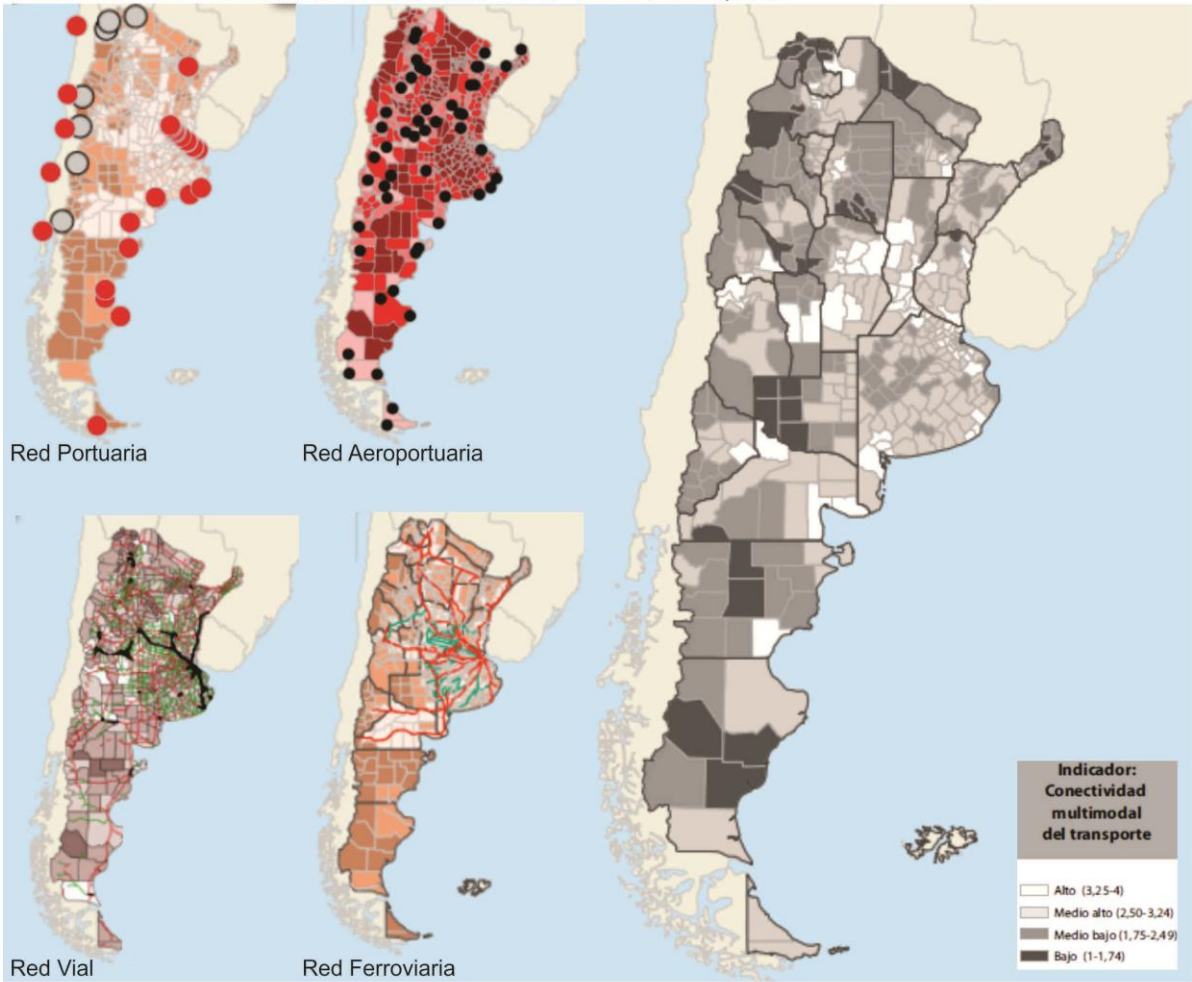 Red Portuaria
Red Aeroportuaria
Red Vial
Red Ferroviaria
Indicador:
Conectividad
multimodal
del transporte
Alto (3,25-4)
Medio alto (2,50-3,24)
Medio bajo (1,75-2,49)
Bajo (1-1,74)